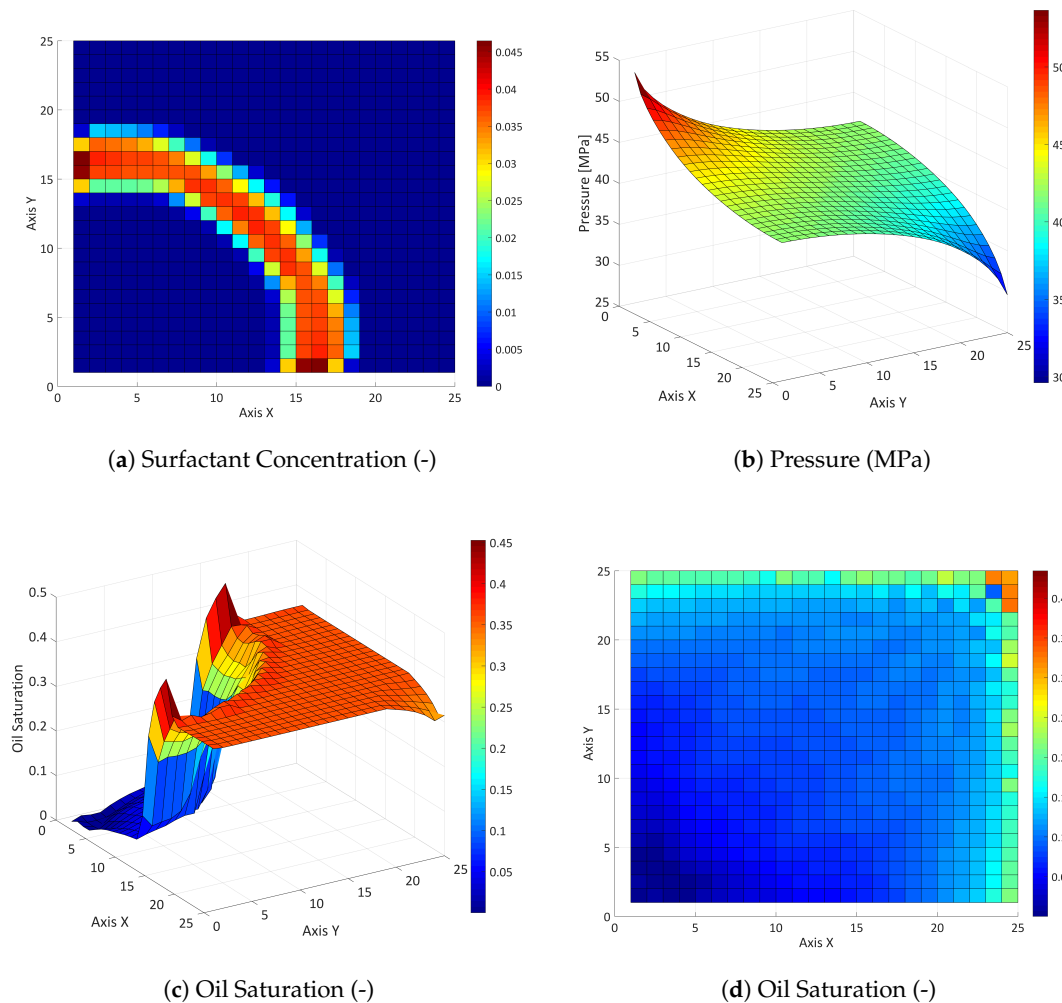 25
20
15
10
5
0
Axis Y
0 5 10 15 20 25
Axis X
0.045
0.04
0.035
0.03
0.025
0.02
0.015
0.01
0.005
0
(a) Surfactant Concentration (-)
55
50
45
40
35
30
25
Pressure [MPa]
0 5 10 15 20 25
Axis X
0 5 10 15 20 25
Axis Y
50
45
40
35
30
(b) Pressure (MPa)
0.5
0.4
0.3
0.2
0.1
0
Oil Saturation
0 5 10 15 20 25
Axis X
0 5 10 15 20 25
Axis Y
0.45
0.4
0.35
0.3
0.25
0.2
0.15
0.1
0.05
(c) Oil Saturation (-)
25
20
15
10
5
0
Axis Y
0 5 10 15 20 25
Axis X
(d) Oil Saturation (-)